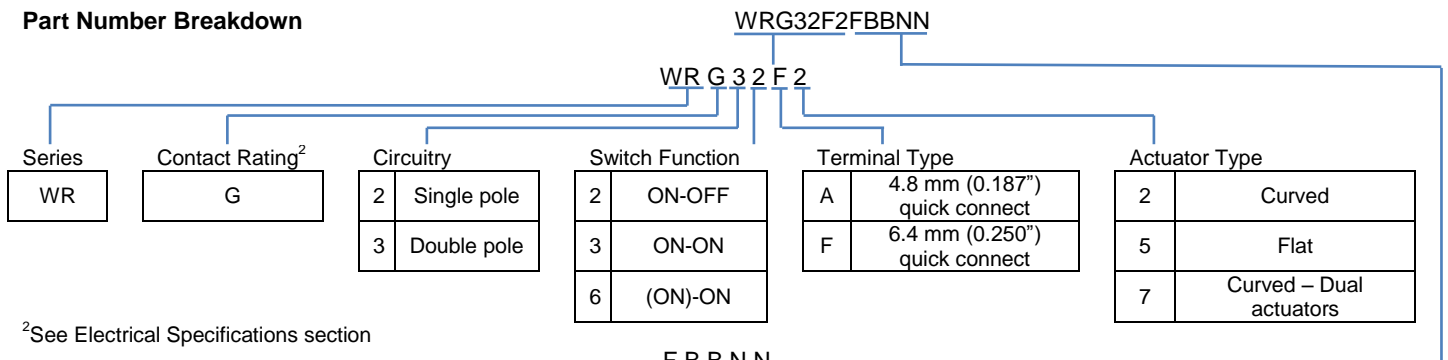 Part Number Breakdown
WRG32F2FBBNN
WR G 3 2 F 2
Series
WR
Contact Rating2
G
Circuitry
2 Single pole
3 Double pole
Switch Function
2 ON-OFF
3 ON-ON
6 (ON)-ON
Terminal Type
A 4.8 mm (0.187”)
quick connect
F 6.4 mm (0.250”)
quick connect
Actuator Type
2 Curved
5 Flat
7 Curved – Dual
actuators
2See Electrical Specifications section
F B B N N